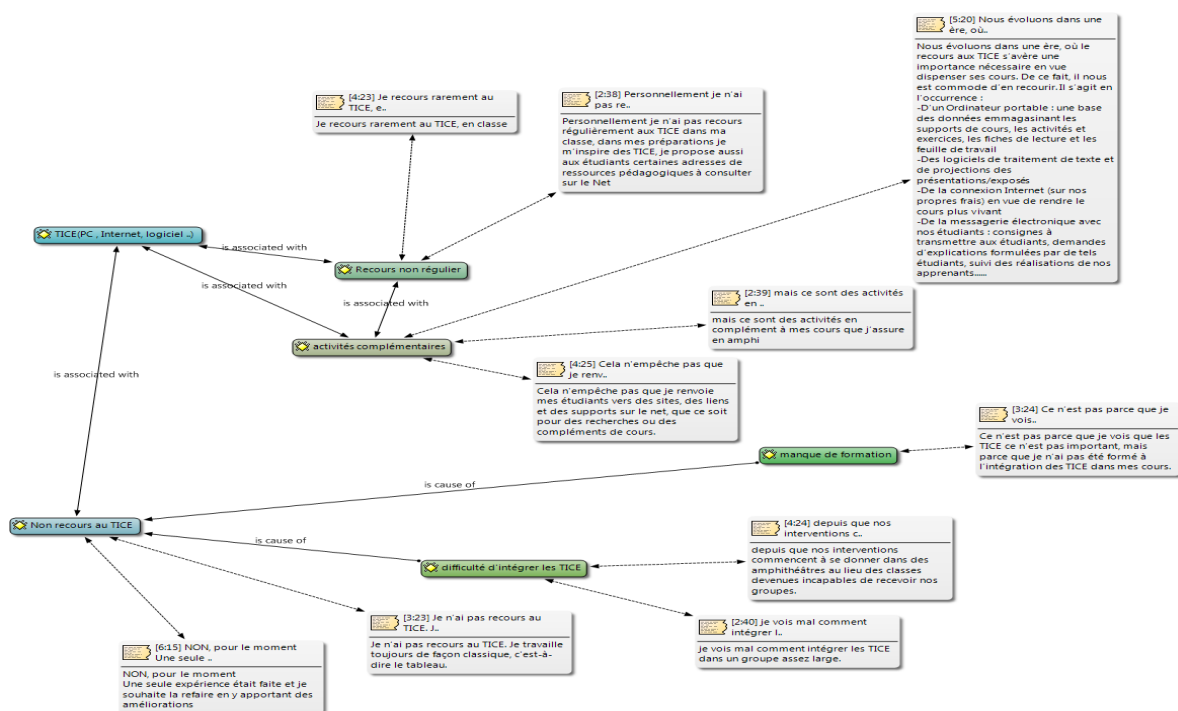 [5:20] Nous évoluons dans une
ère, où..
Nous évoluons dans une ère, où le
recours aux TICE s'avère une
importance nécessaire en vue
dispenser ses cours. De ce fait, il nous
est commode d'en recourir.Il s'agit en
l'occurrence :
-D'un Ordinateur portable : une base
des données emmagasinant les
supports de cours, les activités et
exercices, les fiches de lecture et les
feuille de travail
-Des logiciels de traitement de texte et
de projections des
présentations/exposés
-De la connexion Internet (sur nos
propres frais) en vue de rendre le
cours plus vivant
-De la messagerie électronique avec
nos étudiants : consignes à
transmettre aux étudiants, demandes
d'explications formulées par de tels
étudiants, suivi des réalisations de nos
apprenants......
[4:23] Je recours rarement au
TICE, e..
Je recours rarement au TICE, en classe
[2:38] Personnellement je n'ai
pas re..
Personnellement je n'ai pas recours
régulièrement aux TICE dans ma
classe, dans mes préparations je
m'inspire des TICE, je propose aussi
aux étudiants certaines adresses de
ressources pédagogiques à consulter
sur le Net
TICE(PC , Internet, logiciel ..)
is associated with
Recours non régulier
is associated with
is associated with
[2:39] mais ce sont des activités
en ..
mais ce sont des activités en
complément à mes cours que j'assure
en amphi
activités complémentaires
is associated with
[4:25] Cela n'empêche pas que
je renv..
Cela n'empêche pas que je renvoie
mes étudiants vers des sites, des liens
et des supports sur le net, que ce soit
pour des recherches ou des
compléments de cours.
[3:24] Ce n'est pas parce que je
vois..
Ce n'est pas parce que je vois que les
TICE ce n'est pas important, mais
parce que je n'ai pas été formé à
l'intégration des TICE dans mes cours.
manque de formation
is cause of
Non recours au TICE
is cause of
difficulté d'intégrer les TICE
[4:24] depuis que nos
interventions c..
depuis que nos interventions
commencent à se donner dans des
amphithéâtres au lieu des classes
devenues incapables de recevoir nos
groupes.
[3:23] Je n'ai pas recours au
TICE. J..
Je n'ai pas recours au TICE. Je travaille
toujours de façon classique, c'est-à-
dire le tableau.
[2:40] je vois mal comment
intégrer l..
je vois mal comment intégrer les TICE
dans un groupe assez large.
[6:15] NON, pour le moment
Une seule ..
NON, pour le moment
Une seule expérience était faite et je
souhaite la refaire en y apportant des
améliorations